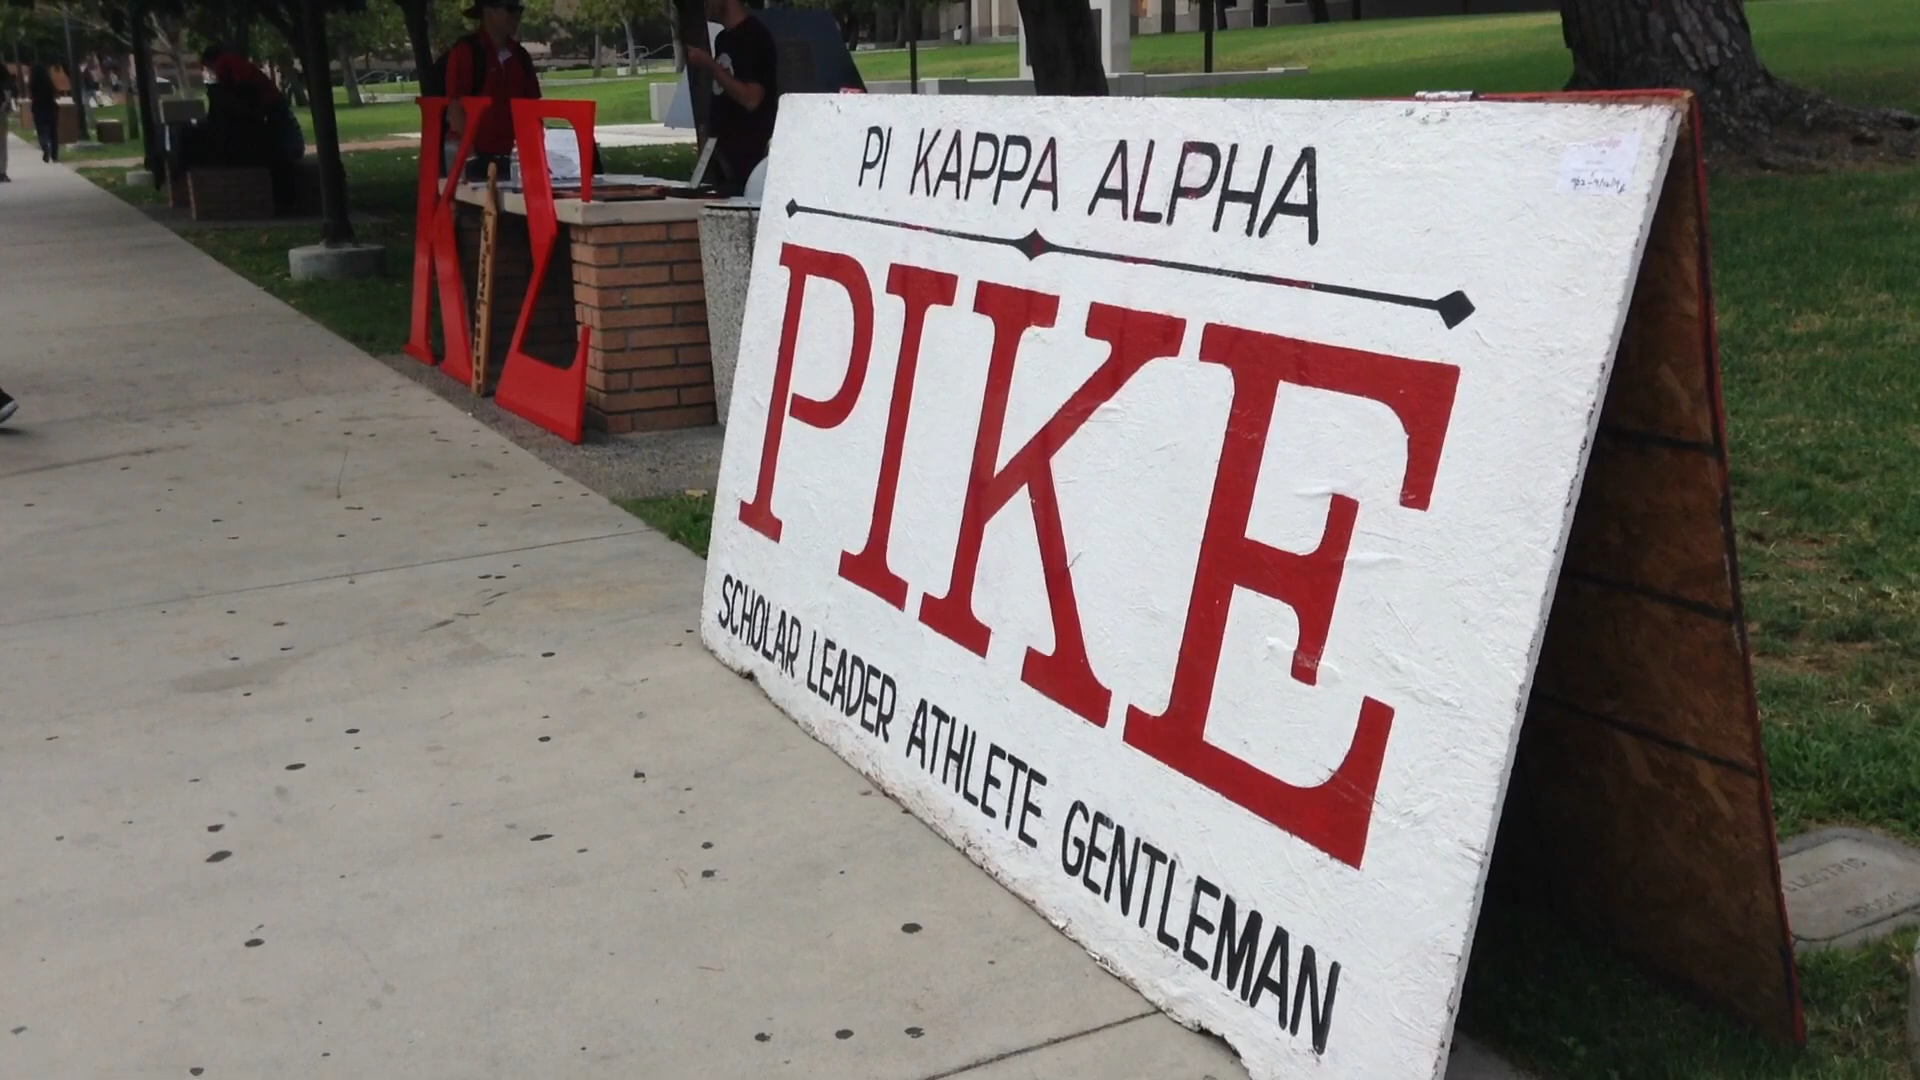 PI KAPPA ALPHA
PIKE
SCHOLAR LEADER ATHLETE GENTLEMAN
ΚΣ